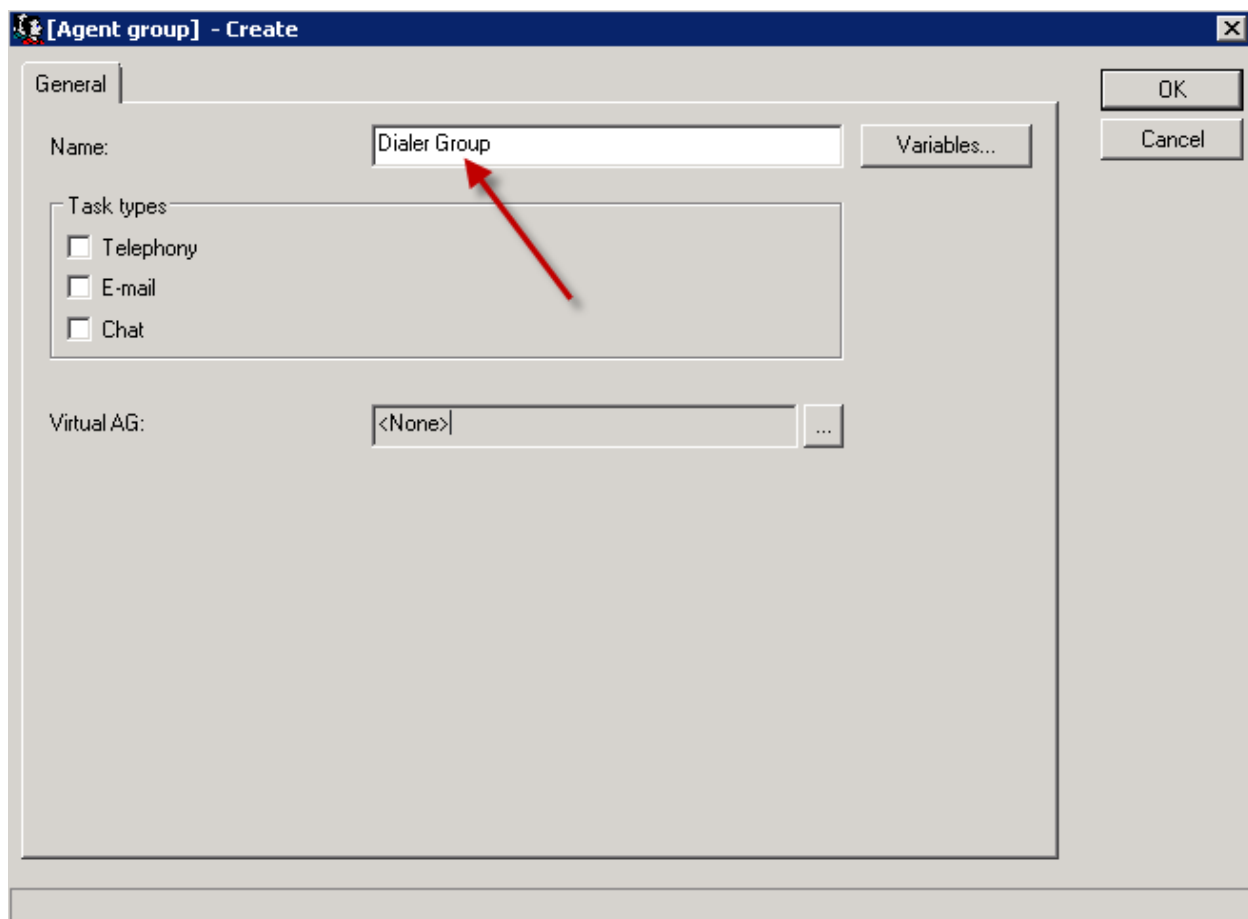 [Agent group] - Create
General
OK
Name:
Dialer Group
Variables...
Cancel
Task types
Telephony
E-mail
Chat
Virtual AG:
<None>
...